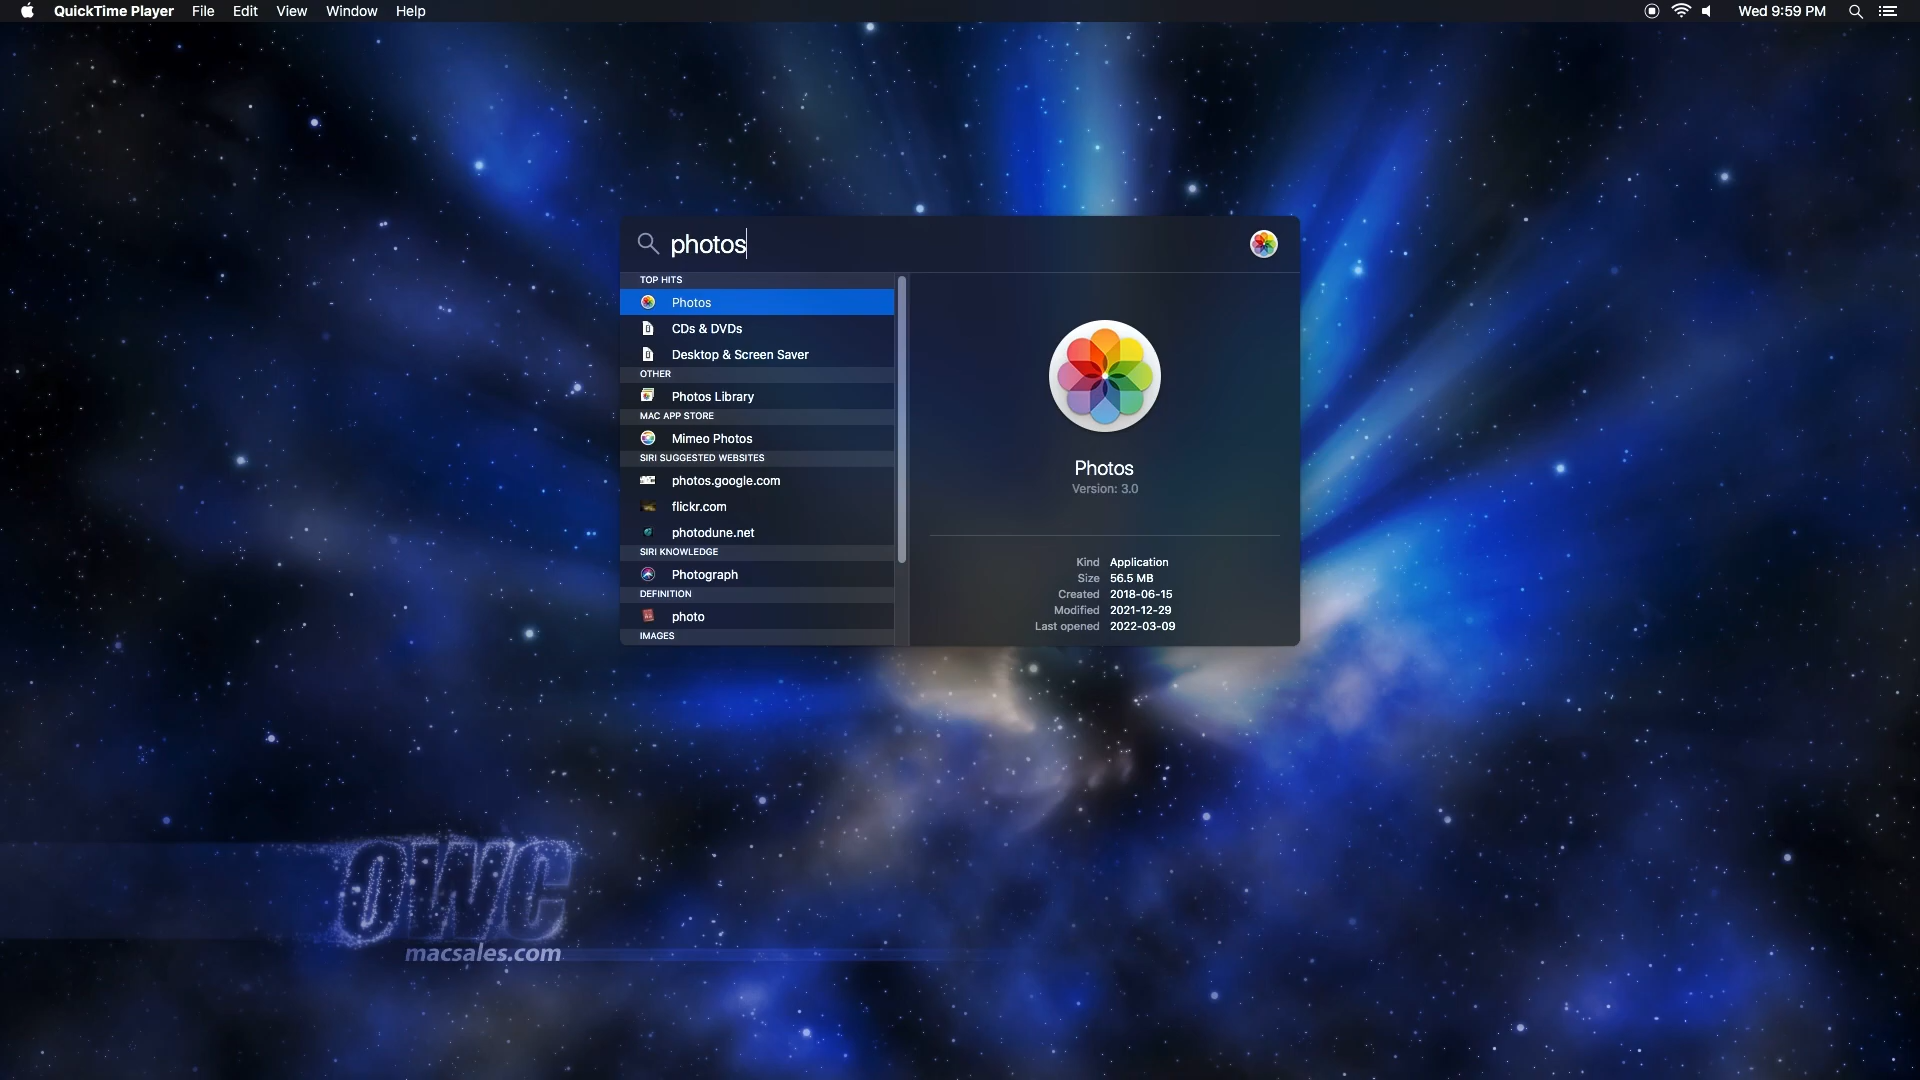 QuickTime Player File Edit View Window Help Wed 9:59 PM
photos
TOP HITS
Photos
CDs & DVDs
Desktop & Screen Saver
OTHER
Photos Library
MAC APP STORE
Mimeo Photos
SIRI SUGGESTED WEBSITES
photos.google.com
flickr.com
photodune.net
SIRI KNOWLEDGE
Photograph
DEFINITION
photo
IMAGES
Photos
Version: 3.0
Kind Application
Size 56.5 MB
Created 2018-06-15
Modified 2021-12-29
Last opened 2022-03-09
OWC
macsales.com